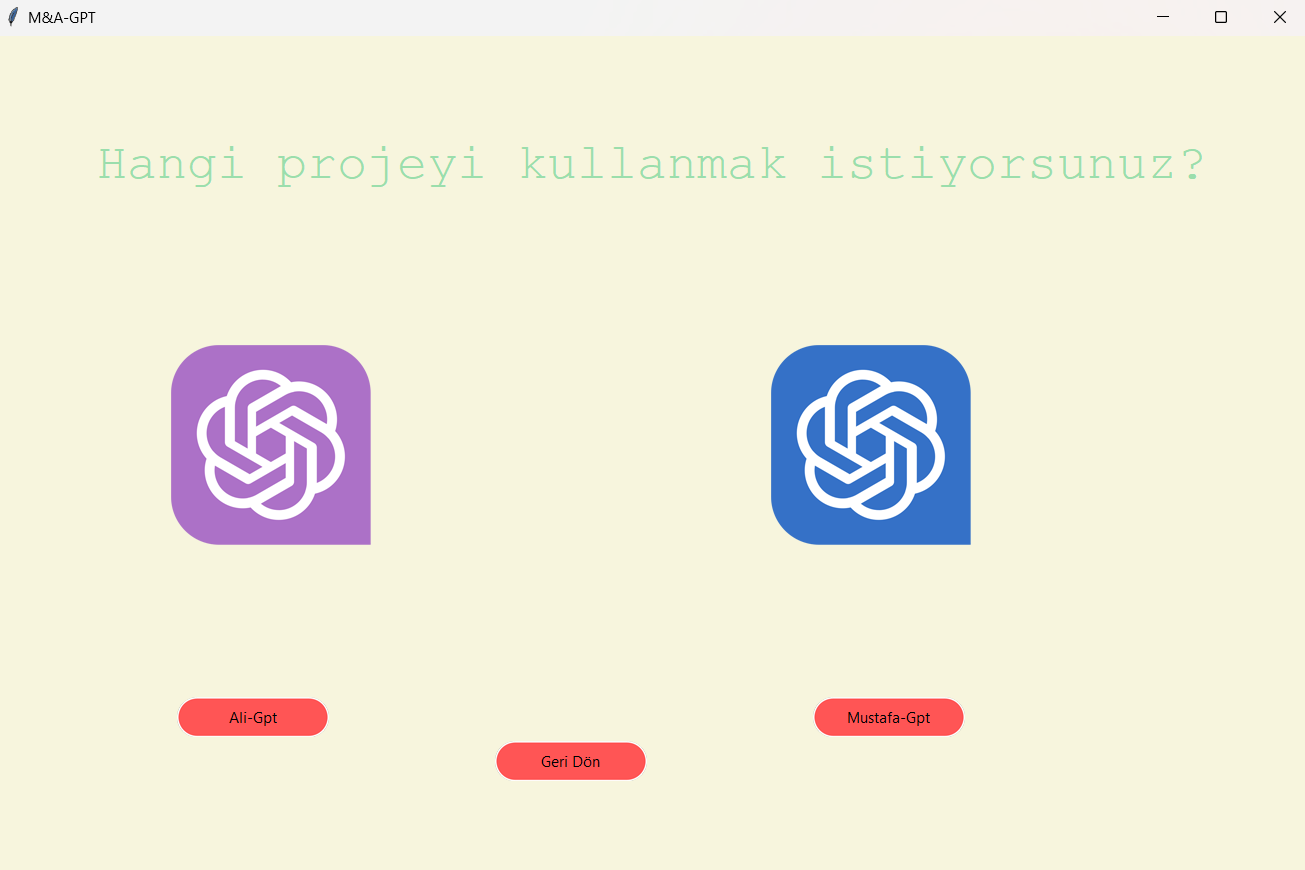 M&A-GPT
Hangi projeyi kullanmak istiyorsunuz?
Ali-Gpt
Mustafa-Gpt
Geri Dön